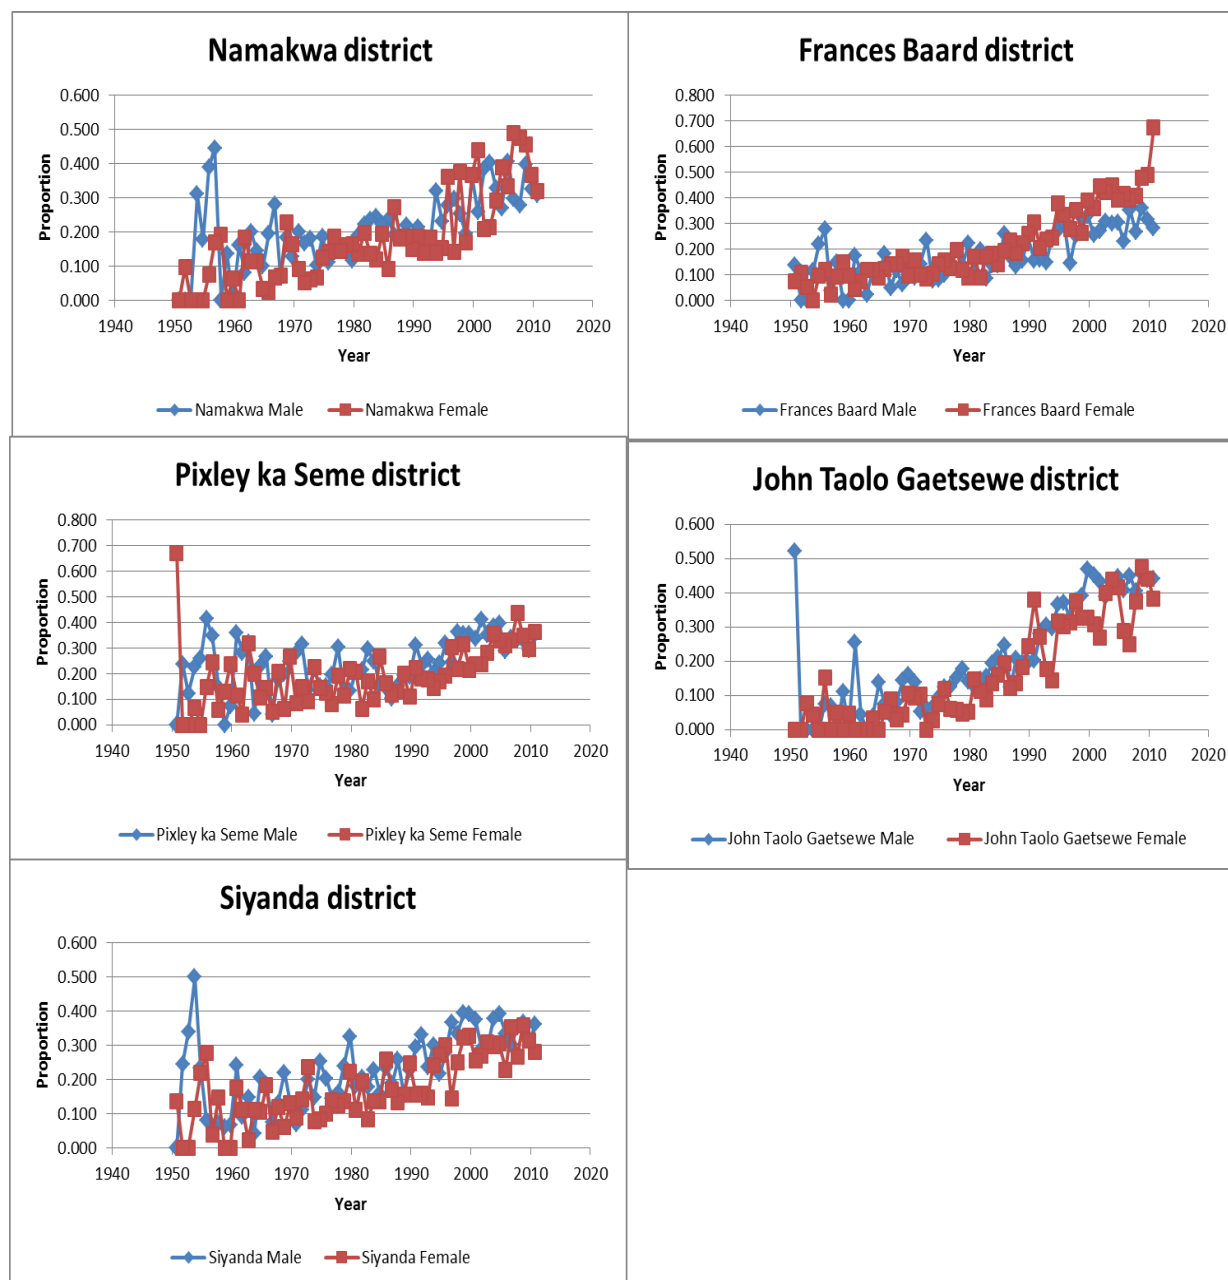 Namakwa district
0.600
0.500
0.400
0.300
0.200
0.100
0.000
Proportion
1940 1950 1960 1970 1980 1990 2000 2010 2020
Year
Namakwa Male Namakwa Female
Frances Baard district
0.800
0.700
0.600
0.500
0.400
0.300
0.200
0.100
0.000
Proportion
1940 1950 1960 1970 1980 1990 2000 2010 2020
Year
Frances Baard Male Frances Baard Female
Pixley ka Seme district
0.800
0.700
0.600
0.500
0.400
0.300
0.200
0.100
0.000
Proportion
1940 1950 1960 1970 1980 1990 2000 2010 2020
Year
Pixley ka Seme Male Pixley ka Seme Female
John Taolo Gaetsewe district
0.600
0.500
0.400
0.300
0.200
0.100
0.000
Proportion
1940 1950 1960 1970 1980 1990 2000 2010 2020
Year
John Taolo Gaetsewe Male John Taolo Gaetsewe Female
Siyanda district
0.600
0.500
0.400
0.300
0.200
0.100
0.000
Proportion
1940 1950 1960 1970 1980 1990 2000 2010 2020
Year
Siyanda Male Siyanda Female